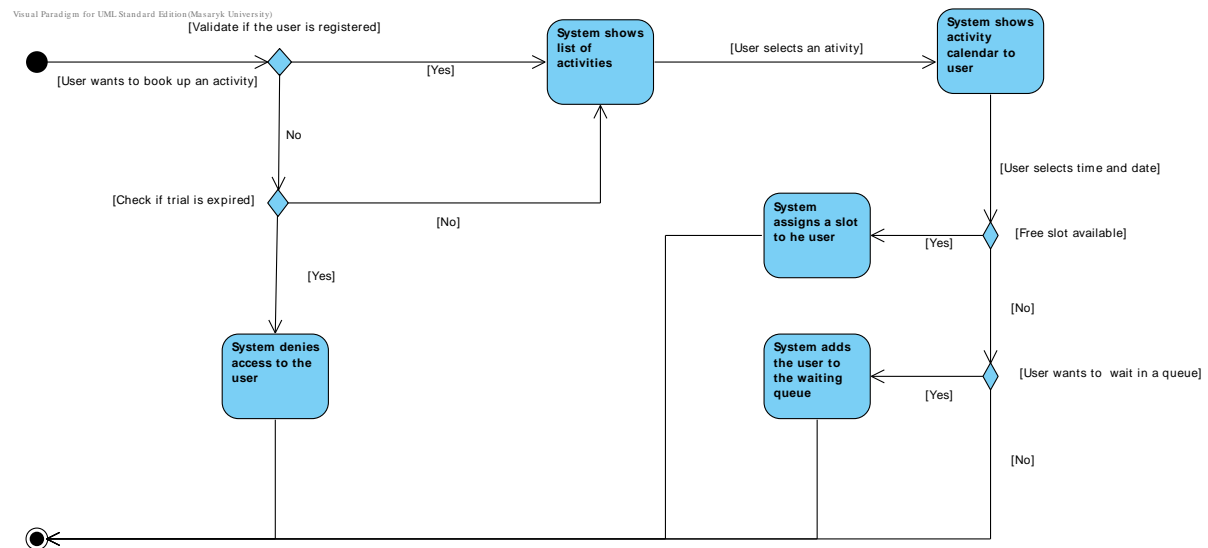 Visual Paradigm for UML Standard Edition(Masaryk University)
[Validate if the user is registered]
[User wants to book up an activity]
[Yes]
System shows
list of
activities
[User selects an ativity]
System shows
activity
calendar to
user
No
[User selects time and date]
[Check if trial is expired]
[No]
System
assigns a slot
to he user
[Yes]
[Free slot available]
[Yes]
[No]
System denies
access to the
user
System adds
the user to
the waiting
queue
[Yes]
[User wants to  wait in a queue]
[No]